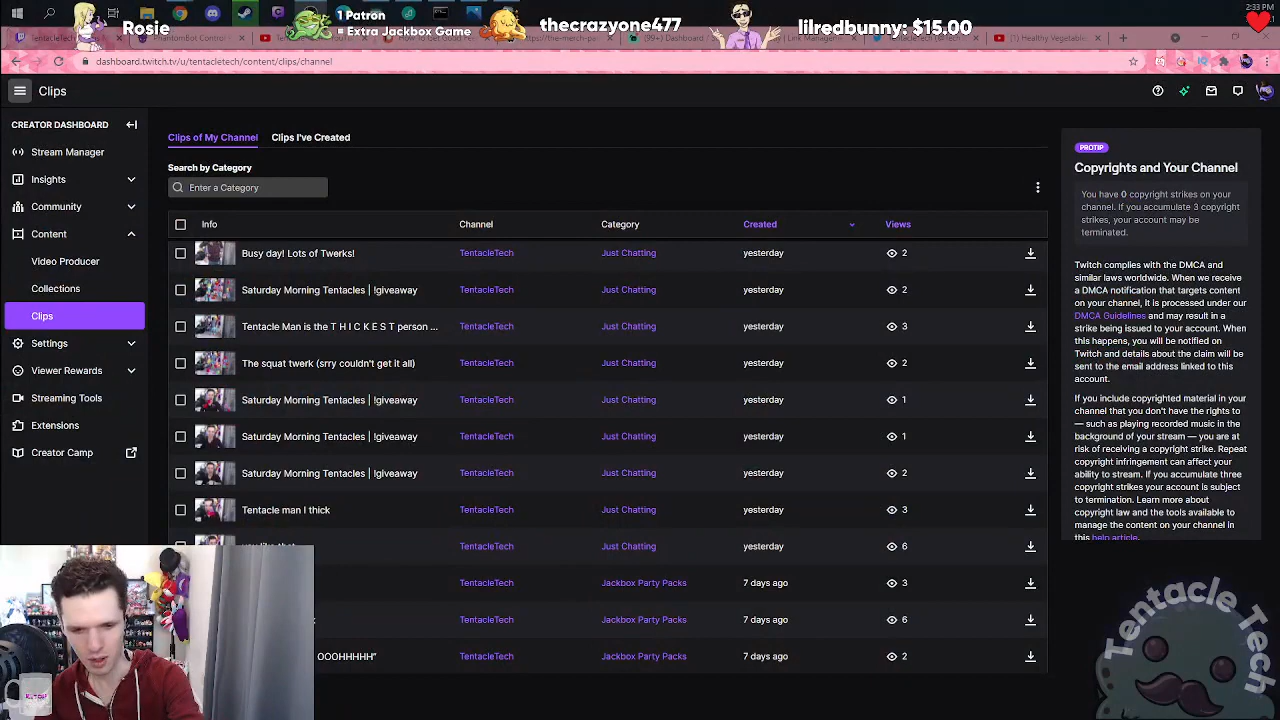 2:33 PM
Rosie
1 Patron
= Extra Jackbox Game
thecrazyone477
lilredbunny: $15.00
TentacleTech
PhantomBot Control
(99+) Dashboard
(1) Healthy Vegetables
dashboard.twitch.tv/u/tentacletech/content/clips/channel
Clips
CREATOR DASHBOARD
Stream Manager
Insights
Community
Content
Video Producer
Collections
Clips
Settings
Viewer Rewards
Streaming Tools
Extensions
Creator Camp
Clips of My Channel Clips I've Created
Search by Category
Enter a Category
Info Channel Category Created Views
Busy day! Lots of Twerks! TentacleTech Just Chatting yesterday 2
Saturday Morning Tentacles | !giveaway TentacleTech Just Chatting yesterday 2
Tentacle Man is the T H I C K E S T person ... TentacleTech Just Chatting yesterday 3
The squat twerk (srry couldn't get it all) TentacleTech Just Chatting yesterday 2
Saturday Morning Tentacles | !giveaway TentacleTech Just Chatting yesterday 1
Saturday Morning Tentacles | !giveaway TentacleTech Just Chatting yesterday 1
Saturday Morning Tentacles | !giveaway TentacleTech Just Chatting yesterday 2
Tentacle man I thick TentacleTech Just Chatting yesterday 3
TentacleTech Just Chatting yesterday 6
TentacleTech Jackbox Party Packs 7 days ago 3
TentacleTech Jackbox Party Packs 7 days ago 6
OOOHHHHH" TentacleTech Jackbox Party Packs 7 days ago 2
PROTIP
Copyrights and Your Channel
You have 0 copyright strikes on your
channel. If you accumulate 3 copyright
strikes, your account may be
terminated.
Twitch complies with the DMCA and
similar laws worldwide. When we receive
a DMCA notification that targets content
on your channel, it is processed under our
DMCA Guidelines and may result in a
strike being issued to your account. When
this happens, you will be notified on
Twitch and details about the claim will be
sent to the email address linked to this
account.
If you include copyrighted material in your
channel that you don't have the rights to
— such as playing recorded music in the
background of your stream — you are at
risk of receiving a copyright strike. Repeat
copyright infringement can affect your
ability to stream. If you accumulate three
copyright strikes your account is subject
to termination. Learn more about
copyright law and the tools available to
manage the content on your channel in
this help article.
Tentacle Tech